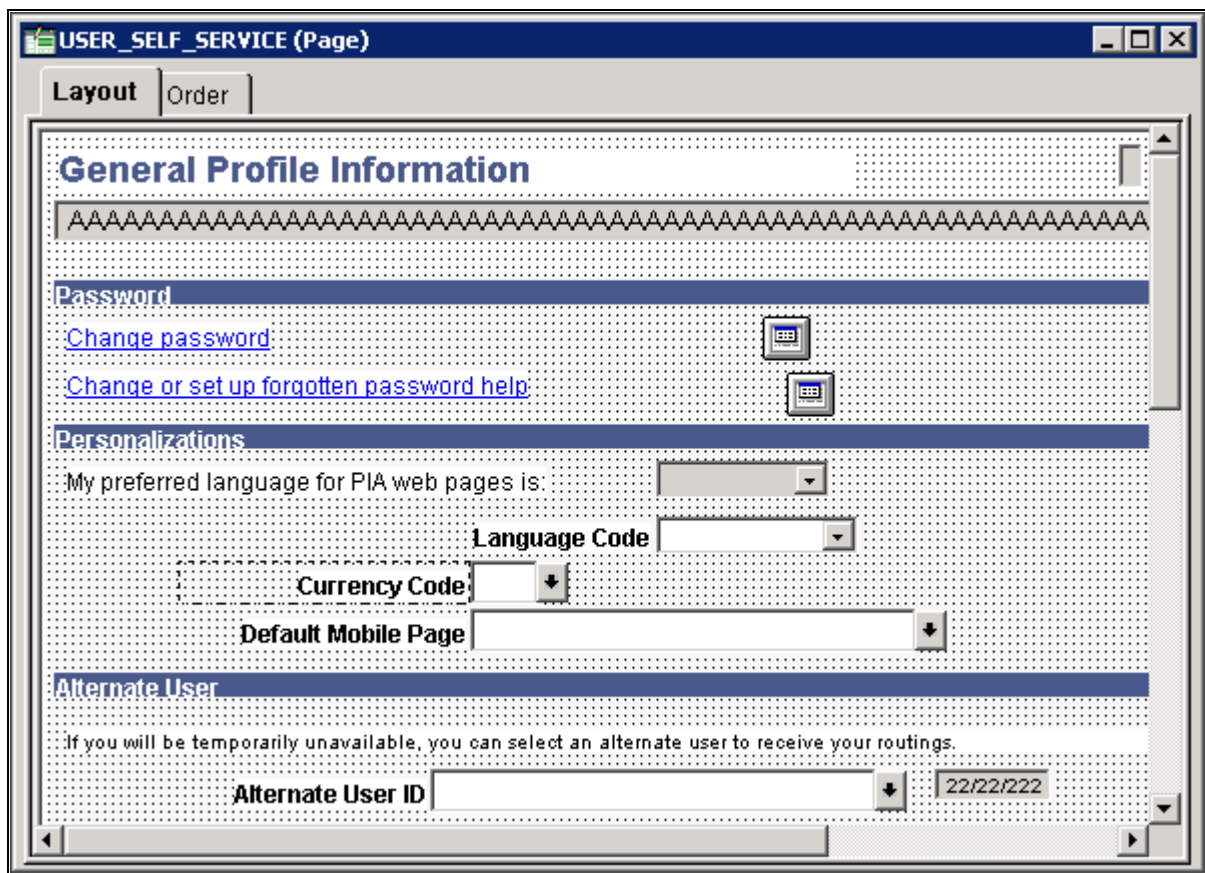 USER_SELF_SERVICE (Page)
Layout Order
General Profile Information
AAAAAAAAAAAAAAAAAAAAAAAAAAAAAAAAAAAAAAAAAAAAAAAAAAAAAA
Password
Change password
Change or set up forgotten password help
Personalizations
My preferred language for PIA web pages is:
Language Code
Currency Code
Default Mobile Page
Alternate User
If you will be temporarily unavailable, you can select an alternate user to receive your routings.
Alternate User ID 22/22/222